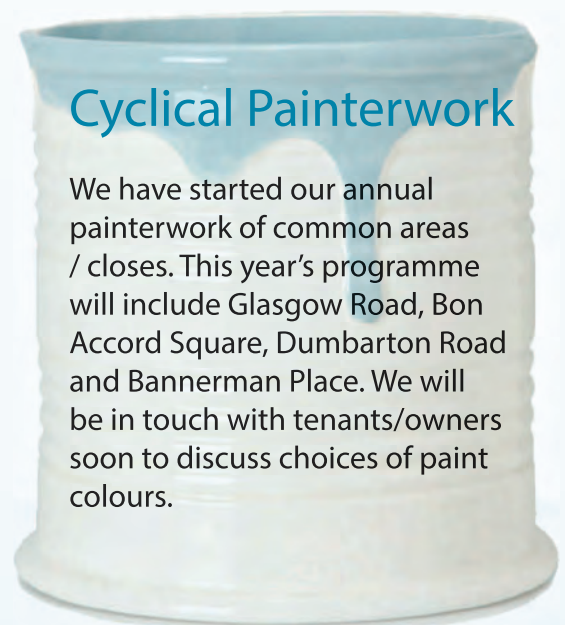 Cyclical Painterwork
We have started our annual
painterwork of common areas
/ closes. This year’s programme
will include Glasgow Road, Bon
Accord Square, Dumbarton Road
and Bannerman Place. We will
be in touch with tenants/owners
soon to discuss choices of paint
colours.